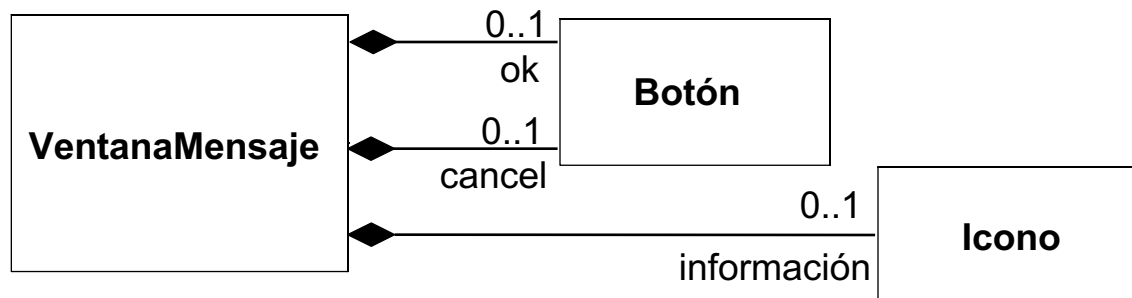 0..1
ok
Botón
VentanaMensaje
0..1
cancel
0..1
Icono
información